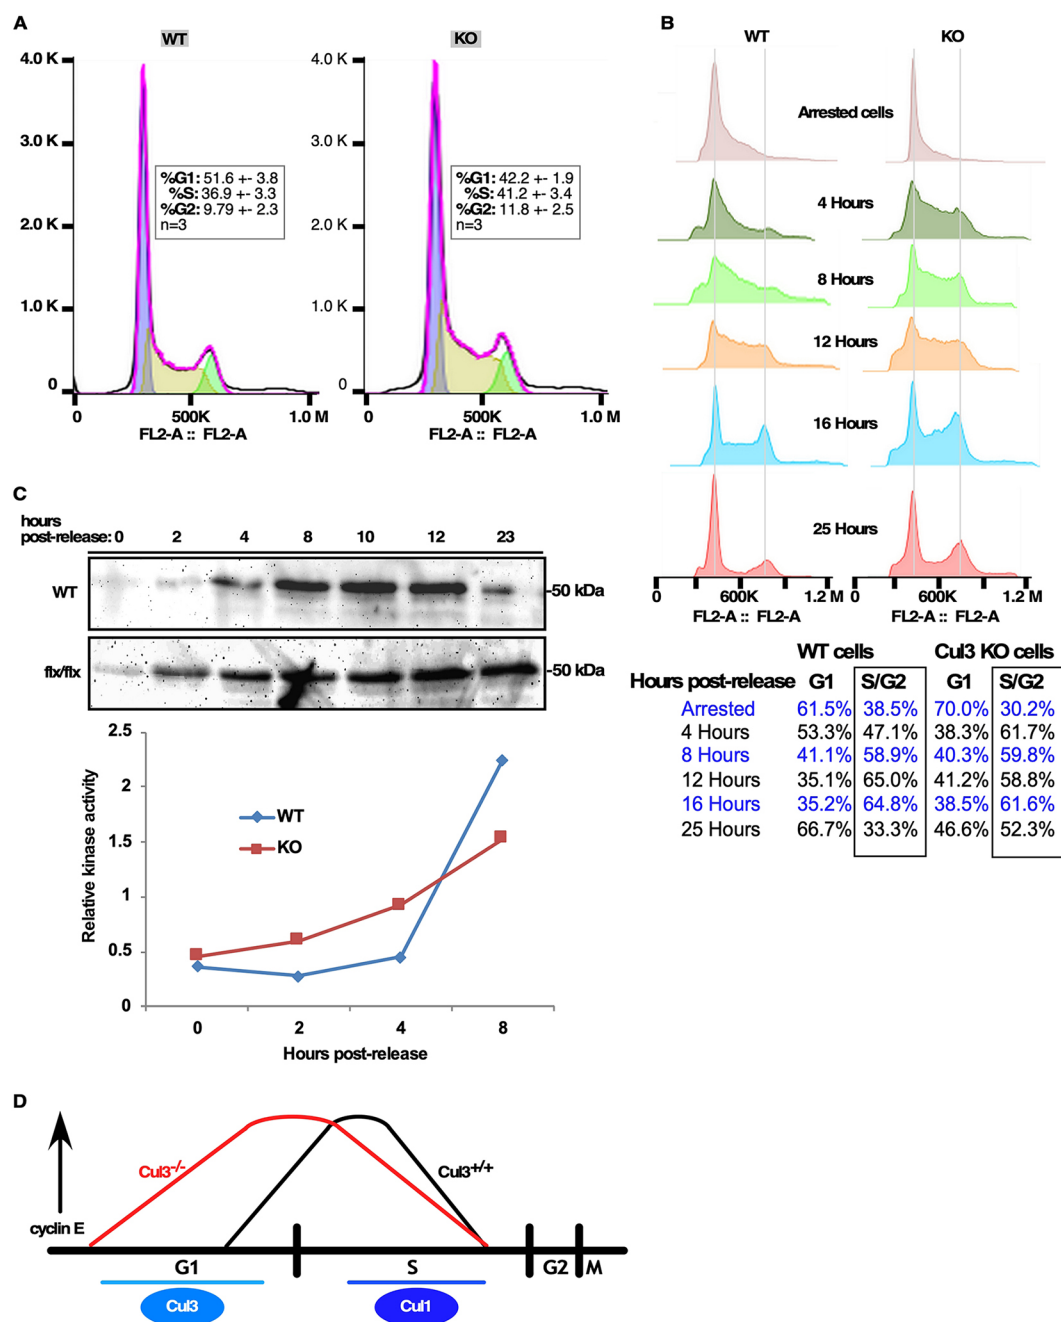 A
WT
KO
4.0 K
3.0 K
2.0 K
1.0 K
0
%G1: 51.6 +- 3.8
%S: 36.9 +- 3.3
%G2: 9.79 +- 2.3
n=3
0
500K
1.0 M
FL2-A :: FL2-A
4.0 K
3.0 K
2.0 K
1.0 K
0
%G1: 42.2 +- 1.9
%S: 41.2 +- 3.4
%G2: 11.8 +- 2.5
n=3
0
500K
1.0 M
FL2-A :: FL2-A
B
WT
KO
Arrested cells
4 Hours
8 Hours
12 Hours
16 Hours
25 Hours
0 600K 1.2 M 0 600K 1.2 M
FL2-A :: FL2-A FL2-A :: FL2-A
WT cells Cul3 KO cells
Hours post-release G1 S/G2 G1 S/G2
Arrested 61.5% 38.5% 70.0% 30.2%
4 Hours 53.3% 47.1% 38.3% 61.7%
8 Hours 41.1% 58.9% 40.3% 59.8%
12 Hours 35.1% 65.0% 41.2% 58.8%
16 Hours 35.2% 64.8% 38.5% 61.6%
25 Hours 66.7% 33.3% 46.6% 52.3%
C
hours
post-release: 0 2 4 8 10 12 23
WT
-50 kDa
flx/flx
-50 kDa
2.5
2
1.5
1
0.5
0
Relative kinase activity
WT
KO
0 2 4 8
Hours post-release
D
cyclin E
Cul3-/-
Cul3+/+
G1 S G2 M
Cul3 Cul1